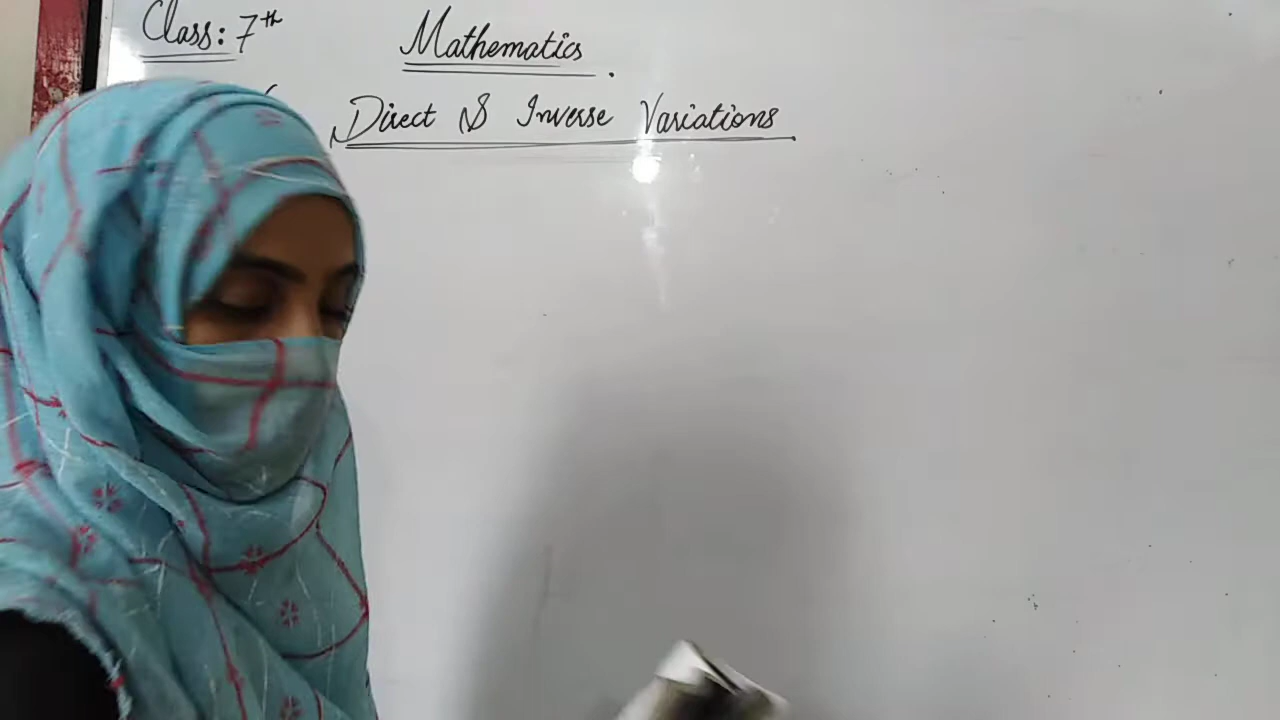 Class: 7th
Mathematics.
Direct & Inverse Variations.